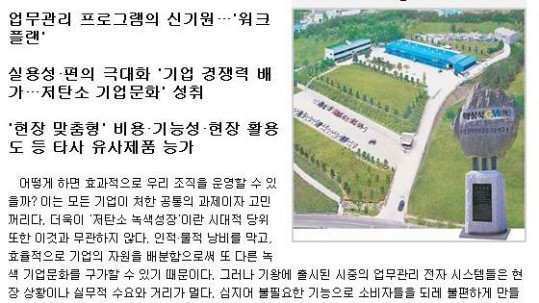 업무관리 프로그램의 신기원…'워크
플랜'
실용성·편의 극대화 '기업 경쟁력 배
가…저탄소 기업문화' 성취
'현장 맞춤형' 비용·기능성·현장 활용
도 등 타사 유사제품 능가
어떻게 하면 효과적으로 우리 조직을 운영할 수 있
을까? 이는 모든 기업이 처한 공통의 과제이자 고민
꺼리다. 더욱이 '저탄소 녹색성장'이란 시대적 당위
또한 이것과 무관하지 않다. 인적·물적 낭비를 막고,
효율적으로 기업의 자원을 배분함으로써 또 다른 녹
색 기업문화를 구가할 수 있기 때문이다. 그러나 기왕에 출시된 시중의 업무관리 전자 시스템들은 현
장 상황이나 실무적 수요와 거리가 멀다. 심지어 불필요한 기능으로 소비자들을 되레 불편하게 만들